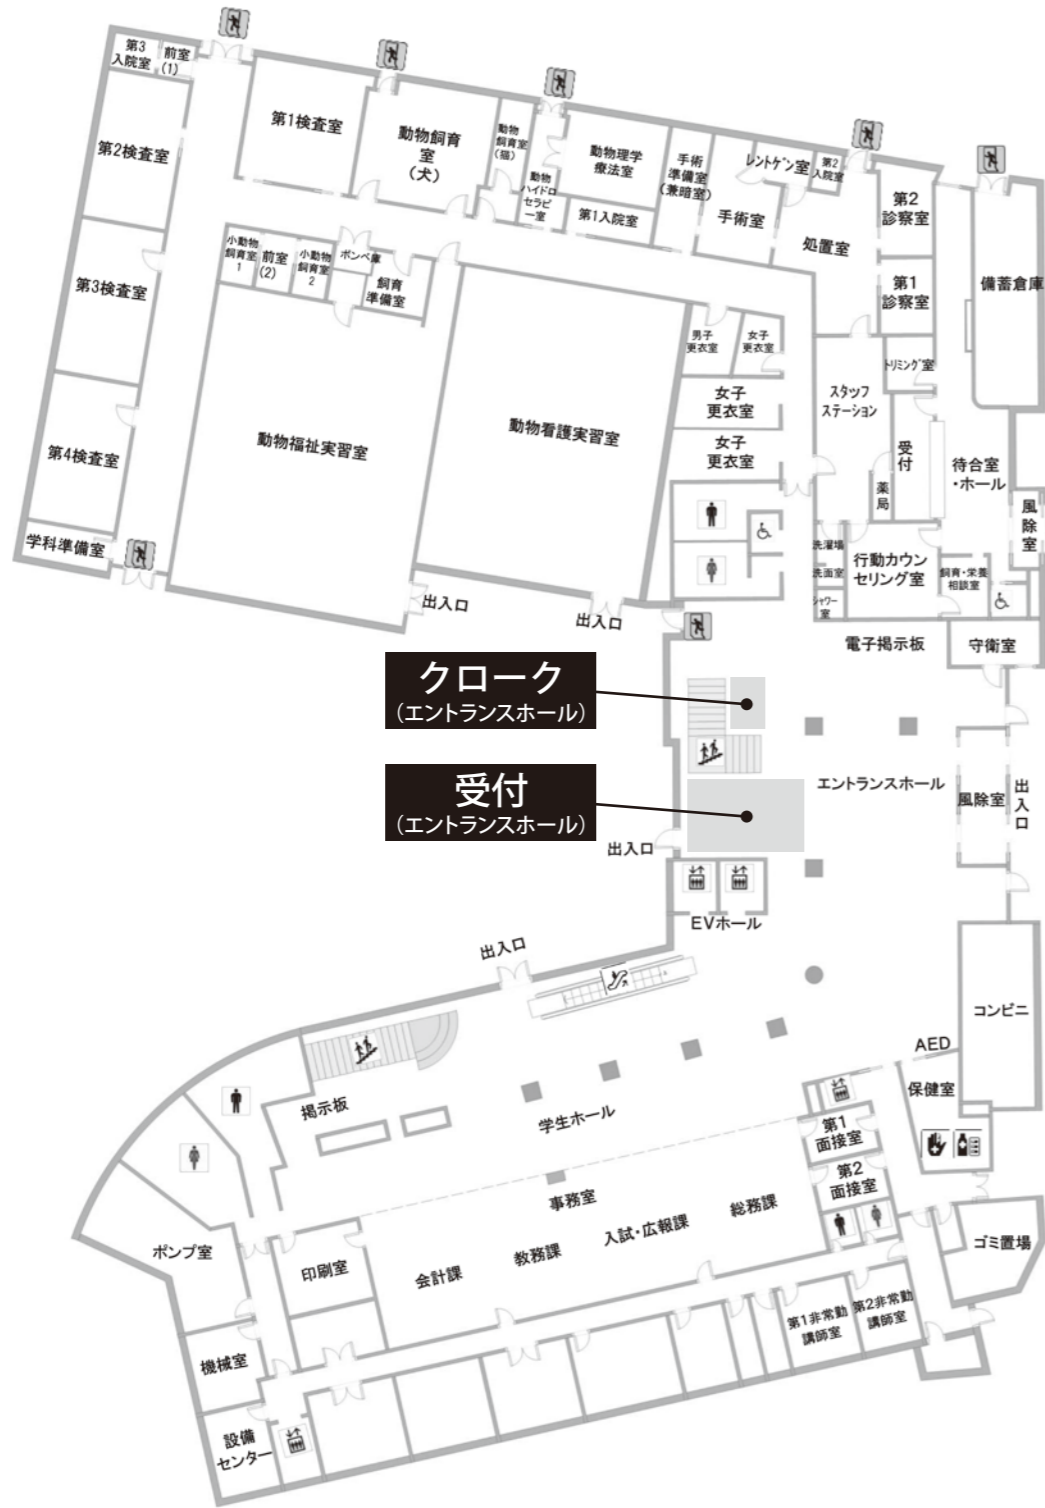 第3
入院室
前室
(1)
第2検査室
第1検査室
動物飼育
室
(犬)
動物
飼育室
(猫)
動物
ハイドロ
セラピ
ー室
動物理学
療法室
第1入院室
手術
準備室
(兼暗室)
レントゲン室
第2
入院室
手術室
処置室
第2
診察室
第1
診察室
備蓄倉庫
小動物
飼育室
1
前室
(2)
小動物
飼育室
2
ボンベ庫
飼育
準備室
第3検査室
男子
更衣室
女子
更衣室
トリミング室
女子
更衣室
スタッフ
ステーション
動物福祉実習室
動物看護実習室
女子
更衣室
受付
待合室
・ホール
第4検査室
薬局
風除室
学科準備室
洗濯場
洗面室
シャワー
室
行動カウン
セリング室
飼育・栄養
相談室
出入口
出入口
電子掲示板
守衛室
クローク
(エントランスホール)
受付
(エントランスホール)
エントランスホール
風除室
出入口
出入口
EVホール
出入口
コンビニ
AED
保健室
掲示板
学生ホール
第1
面接室
第2
面接室
事務室
総務課
入試・広報課
教務課
会計課
ポンプ室
印刷室
ゴミ置場
第1非常勤
講師室
第2非常勤
講師室
機械室
設備
センター